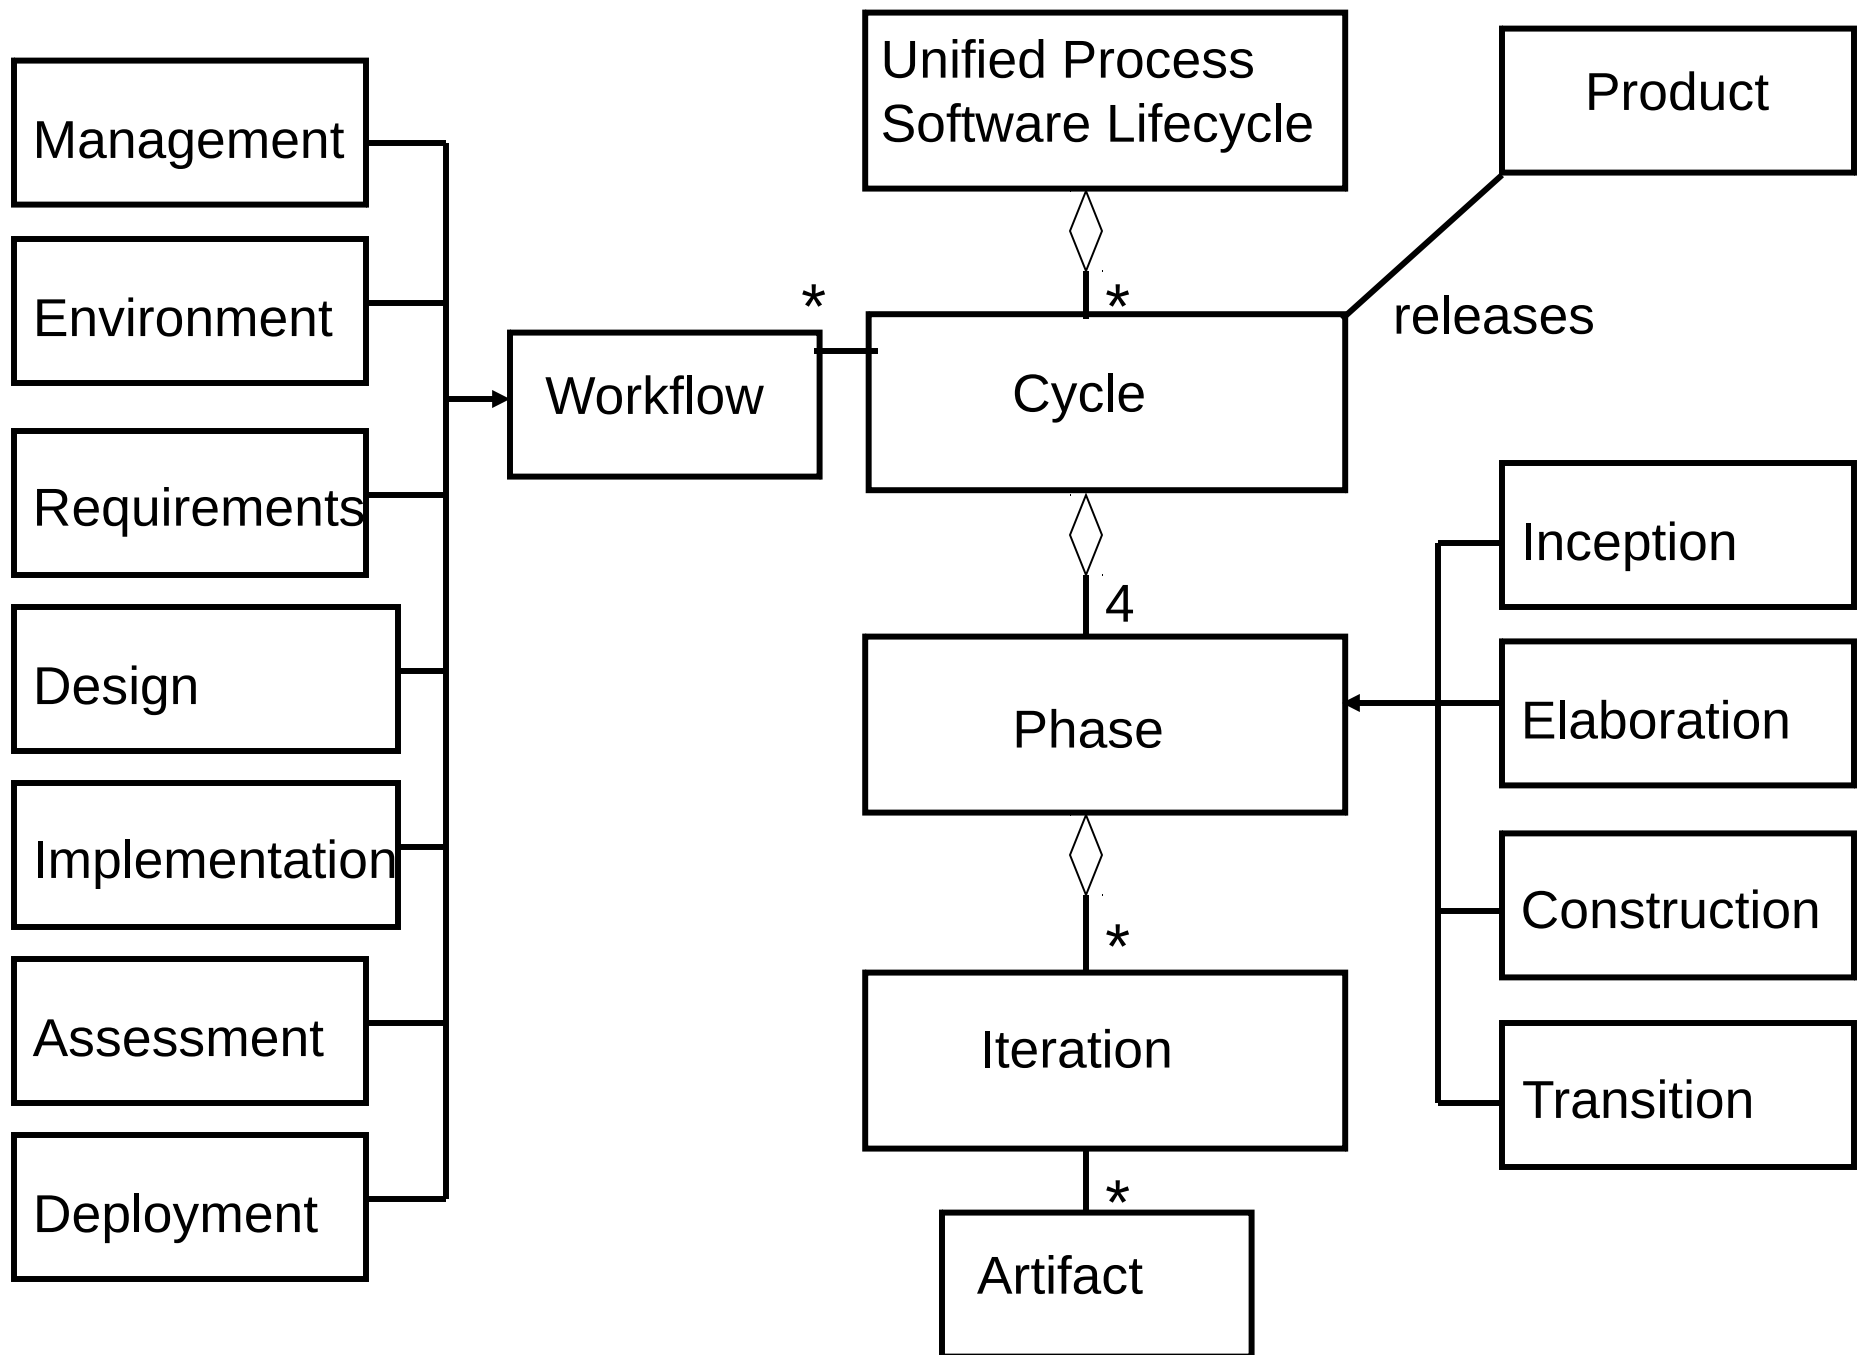 Unified Process
Software Lifecycle
Product
Management
Environment
*
*
releases
Workflow
Cycle
Requirements
Inception
4
Design
Phase
Elaboration
Implementation
Construction
*
Assessment
Iteration
Transition
*
Deployment
Artifact